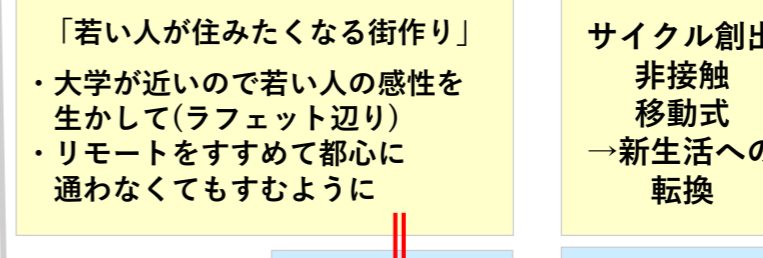 「若い人が住みたくなる街作り」
・大学が近いので若い人の感性を
生かして(ラフェット辺り)
・リモートをすすめて都心に
通わなくてもすむように
サイクル創出
非接触
移動式
→新生活への
転換